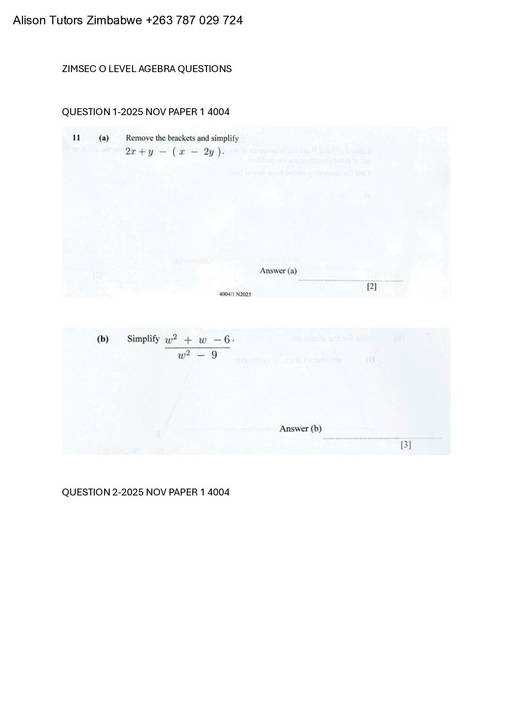 Alison Tutors Zimbabwe +263 787 029 724
ZIMSEC O LEVEL AGEBRA QUESTIONS
QUESTION 1-2025 NOV PAPER 1 4004
11 (a) Remove the brackets and simplify
2x + y − ( x − 2y ).
Answer (a)
[2]
4004/1 N2025
(b) Simplify w² + w − 6.
w² − 9
Answer (b)
[3]
QUESTION 2-2025 NOV PAPER 1 4004